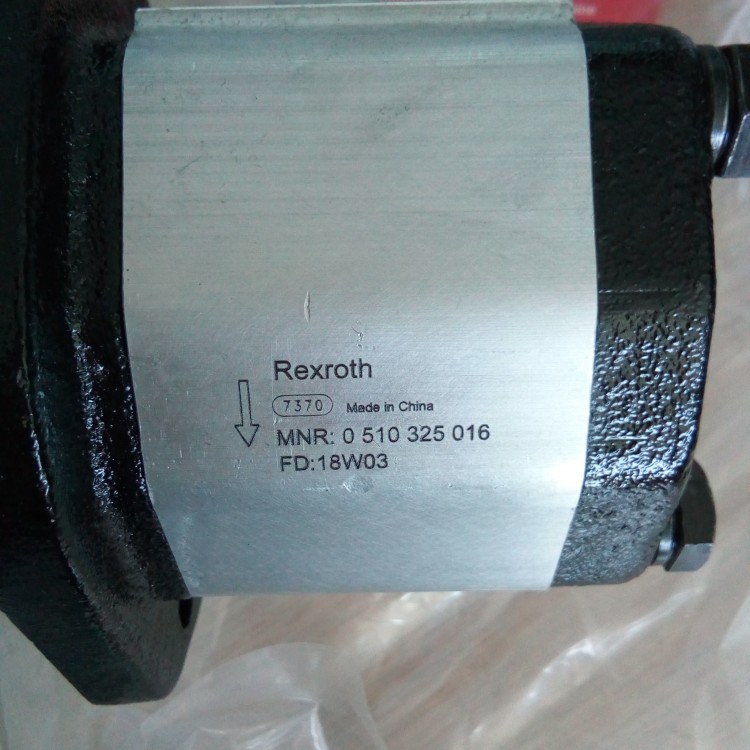 Rexroth
7370 Made in China
MNR: 0 510 325 016
FD:18W03